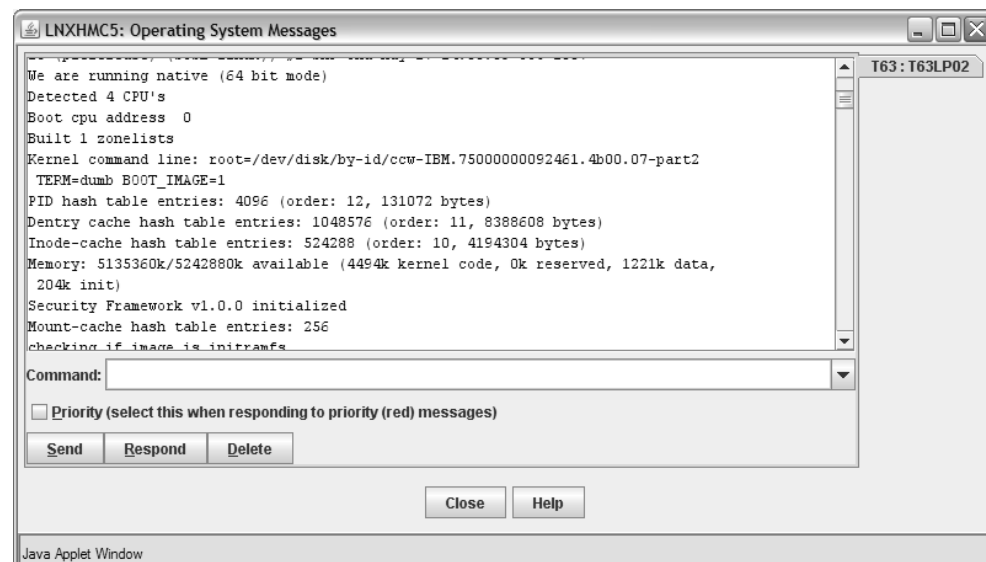 LNXHMC5: Operating System Messages
We are running native (64 bit mode)
Detected 4 CPU's
Boot cpu address  0
Built 1 zonelists
Kernel command line: root=/dev/disk/by-id/ccw-IBM.75000000092461.4b00.07-part2
TERM=dumb BOOT_IMAGE=1
PID hash table entries: 4096 (order: 12, 131072 bytes)
Dentry cache hash table entries: 1048576 (order: 11, 8388608 bytes)
Inode-cache hash table entries: 524288 (order: 10, 4194304 bytes)
Memory: 5135360k/5242880k available (4494k kernel code, 0k reserved, 1221k data,
204k init)
Security Framework v1.0.0 initialized
Mount-cache hash table entries: 256
checking if image is initramfs
T63:T63LP02
Command:
Priority (select this when responding to priority (red) messages)
Send Respond Delete
Close Help
Java Applet Window